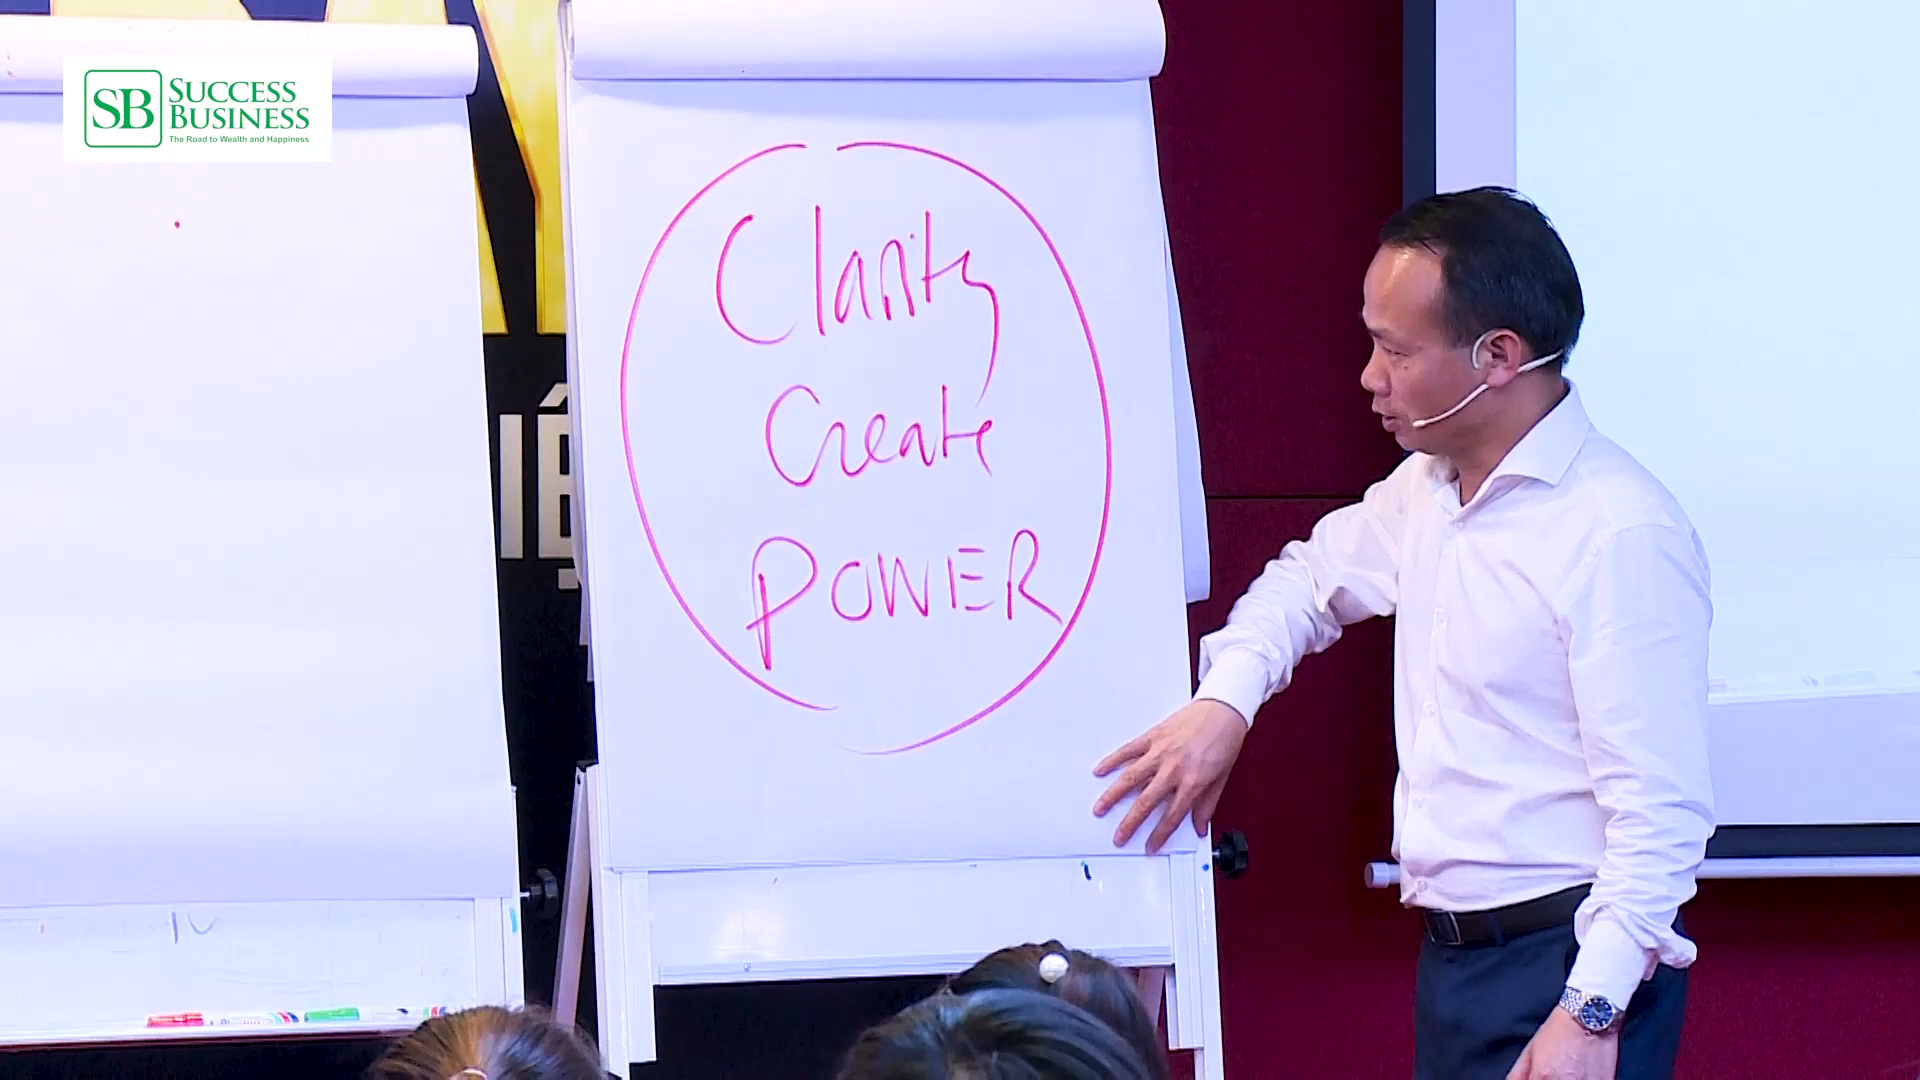 SB
SUCCESS
BUSINESS
The Road to Wealth and Happiness
Clarity
Create
POWER